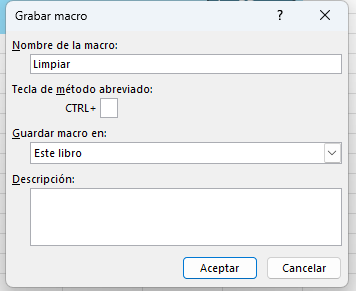 Grabar macro
?
Nombre de la macro:
Limpiar
Tecla de método abreviado:
CTRL+
Guardar macro en:
Este libro
Descripción:
Aceptar
Cancelar